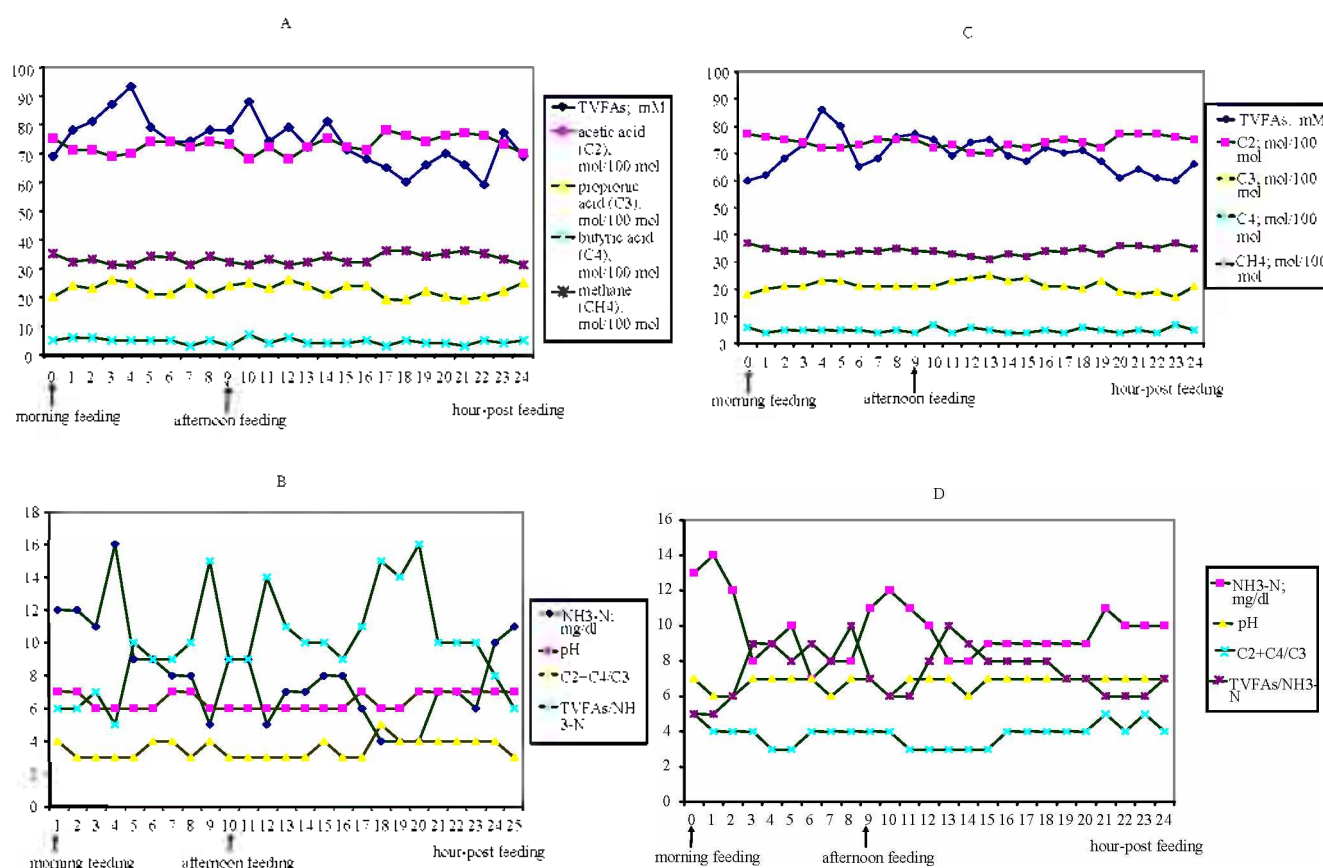 A
100
90
80
70
60
50
40
30
20
10
0
0 1 2 3 4 5 6 7 8 9 10 11 12 13 14 15 16 17 18 19 20 21 22 23 24
morning feeding
afternoon feeding
hour-post feeding
TVFAs; mM
acetic acid
(C2),
mol/100 mol
propionic
acid (C3),
mol/100 mol
butyric acid
(C4),
mol/100 mol
methane
(CH4),
mol/100 mol
C
100
90
80
70
60
50
40
30
20
10
0
0 1 2 3 4 5 6 7 8 9 10 11 12 13 14 15 16 17 18 19 20 21 22 23 24
hour-post feeding
morning feeding
afternoon feeding
TVFAs; mM
C2; mol/100
mol
C3; mol/100
mol
C4; mol/100
mol
CH4; mol/100
mol
B
18
16
14
12
10
8
6
4
0
1 2 3 4 5 6 7 8 9 10 11 12 13 14 15 16 17 18 19 20 21 22 23 24 25
morning feeding
afternoon feeding
hour-post feeding
NH3-N;
mg/dl
pH
C2+C4/C3
TVFAs/NH
3-N
D
16
14
12
10
8
6
4
2
0
0 1 2 3 4 5 6 7 8 9 10 11 12 13 14 15 16 17 18 19 20 21 22 23 24
morning feeding
afternoon feeding
hour-post feeding
NH3-N;
mg/dl
pH
C2+C4/C3
TVFAs/NH3-
N